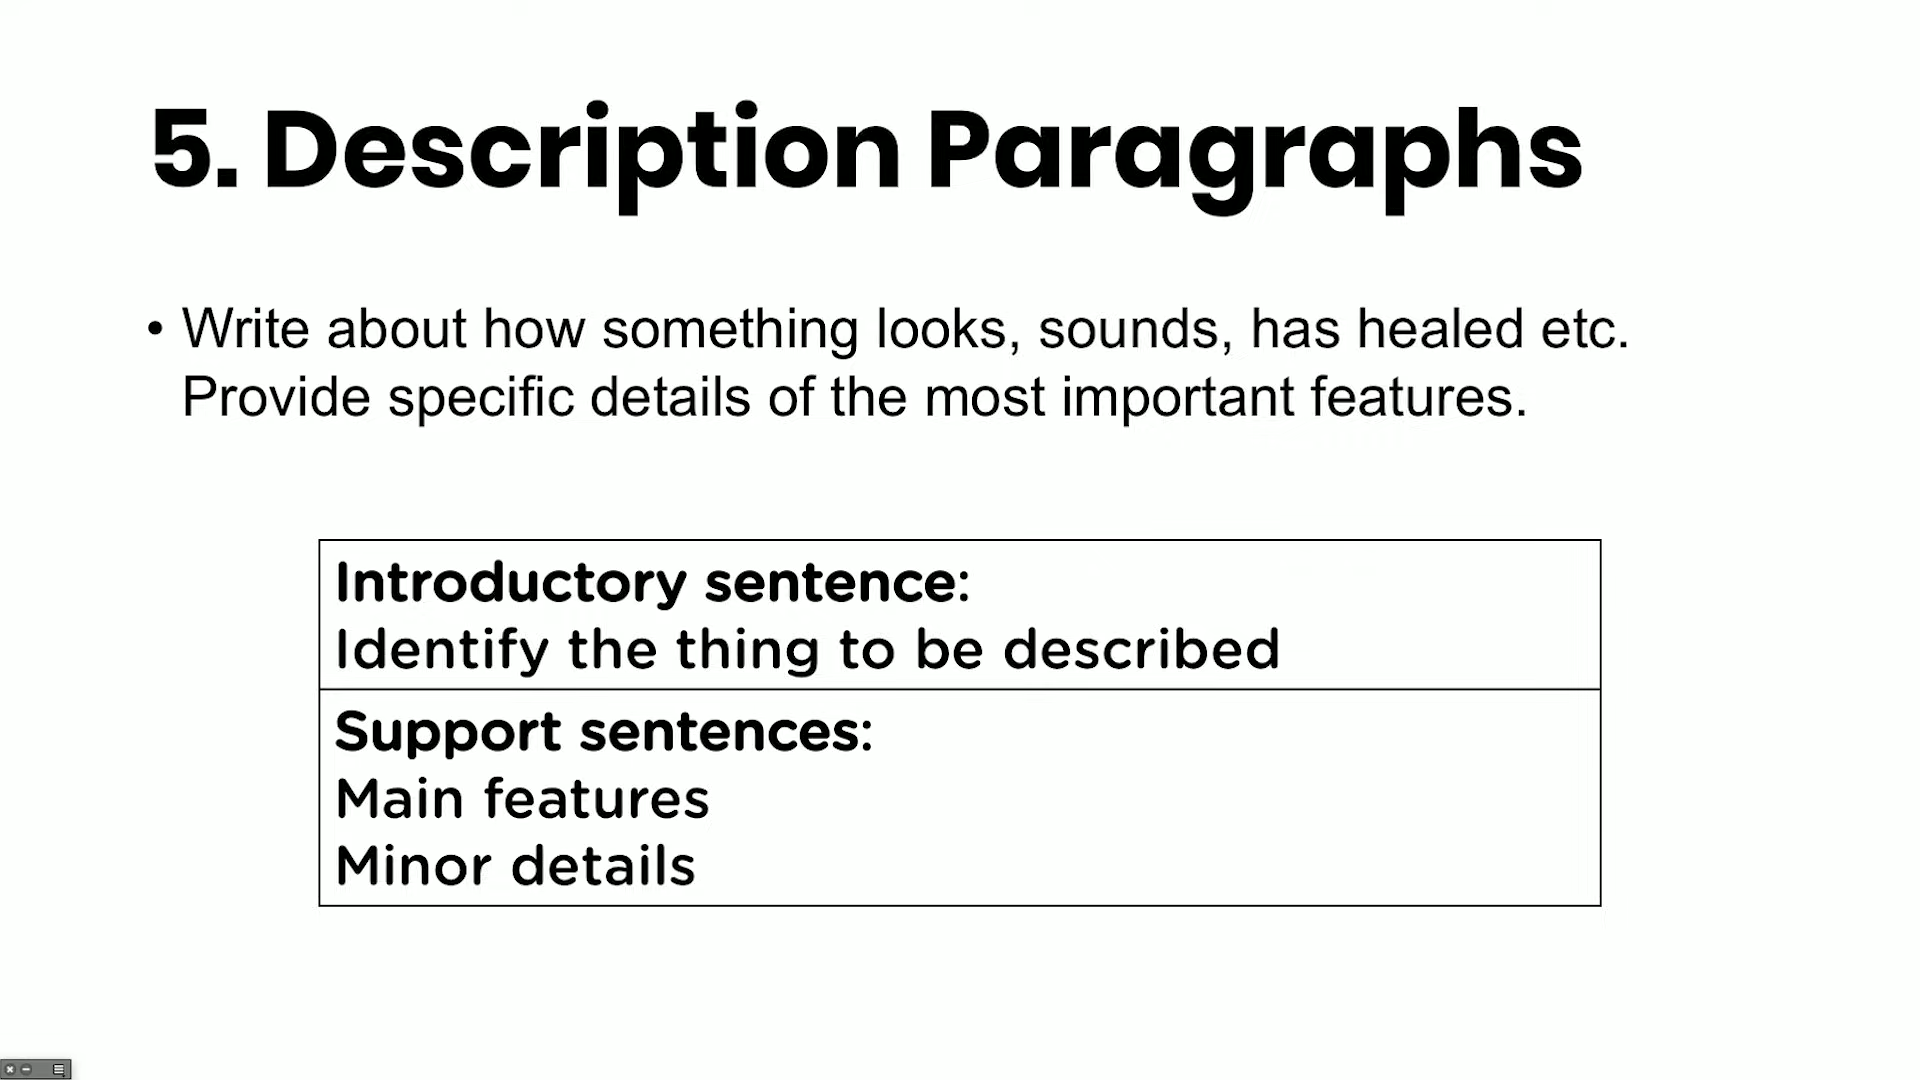 5. Description Paragraphs
• Write about how something looks, sounds, has healed etc.
Provide specific details of the most important features.
Introductory sentence:
Identify the thing to be described
Support sentences:
Main features
Minor details